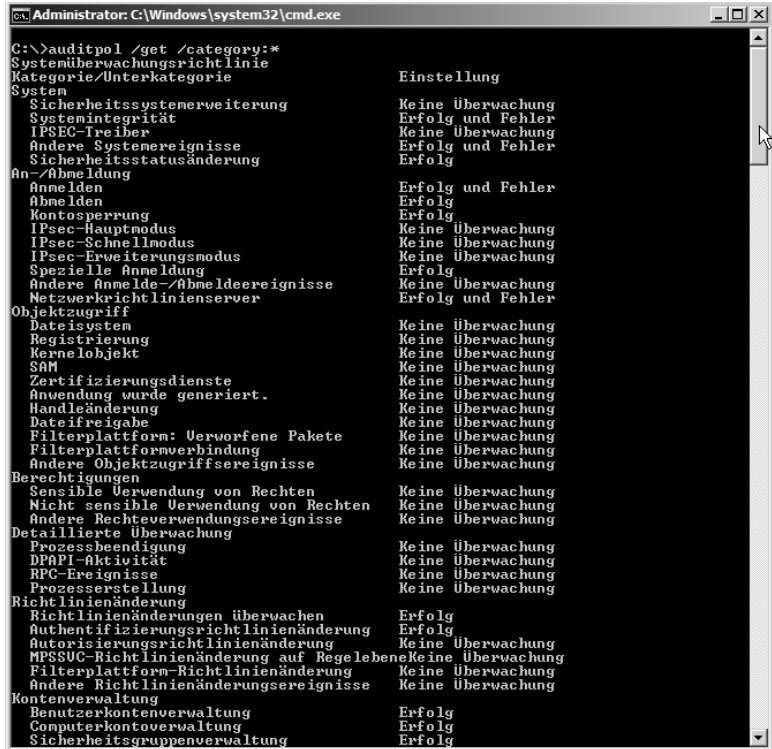 Administrator: C:\Windows\system32\cmd.exe
C:\>auditpol /get /category:*
Systemüberwachungsrichtlinie
Kategorie/Unterkategorie Einstellung
System
Sicherheitssystemerweiterung Keine Überwachung
Systemintegrität Erfolg und Fehler
IPSEC-Treiber Keine Überwachung
Andere Systemereignisse Erfolg und Fehler
Sicherheitsstatusänderung Erfolg
An-/Abmeldung
Anmelden Erfolg und Fehler
Abmelden Erfolg
Kontosperrung Erfolg
IPsec-Hauptmodus Keine Überwachung
IPsec-Schnellmodus Keine Überwachung
IPsec-Erweiterungsmodus Keine Überwachung
Spezielle Anmeldung Erfolg
Andere Anmelde-/Abmeldeereignisse Keine Überwachung
Netzwerkrichtlinienserver Erfolg und Fehler
Objektzugriff
Dateisystem Keine Überwachung
Registrierung Keine Überwachung
Kernelobjekt Keine Überwachung
SAM Keine Überwachung
Zertifizierungsdienste Keine Überwachung
Anwendung wurde generiert. Keine Überwachung
Handleänderung Keine Überwachung
Dateifreigabe Keine Überwachung
Filterplattform: Verworfene Pakete Keine Überwachung
Filterplattformverbindung Keine Überwachung
Andere Objektzugriffsereignisse Keine Überwachung
Berechtigungen
Sensible Verwendung von Rechten Keine Überwachung
Nicht sensible Verwendung von Rechten Keine Überwachung
Andere Rechteverwendungsereignisse Keine Überwachung
Detaillierte Überwachung
Prozessbeendigung Keine Überwachung
DPAPI-Aktivität Keine Überwachung
RPC-Ereignisse Keine Überwachung
Prozesserstellung Keine Überwachung
Richtlinienänderung
Richtlinienänderungen überwachen Erfolg
Authentifizierungsrichtlinienänderung Erfolg
Autorisierungsrichtlinienänderung Keine Überwachung
MPSSVC-Richtlinienänderung auf RegelebeneKeine Überwachung
Filterplattform-Richtlinienänderung Keine Überwachung
Andere Richtlinienänderungsereignisse Keine Überwachung
Kontenverwaltung
Benutzerkontenverwaltung Erfolg
Computerkontoverwaltung Erfolg
Sicherheitsgruppenverwaltung Erfolg